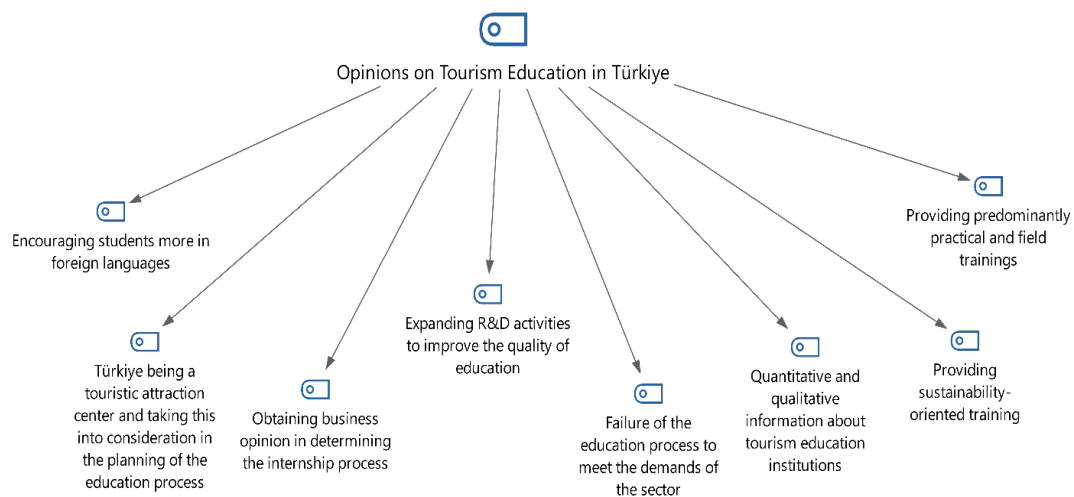 Opinions on Tourism Education in Türkiye
Encouraging students more in
foreign languages
Türkiye being a
touristic attraction
center and taking this
into consideration in
the planning of the
education process
Obtaining business
opinion in determining
the internship process
Expanding R&D activities
to improve the quality of
education
Failure of the
education process to
meet the demands of
the sector
Quantitative and
qualitative
information about
tourism education
institutions
Providing
sustainability-
oriented training
Providing predominantly
practical and field
trainings